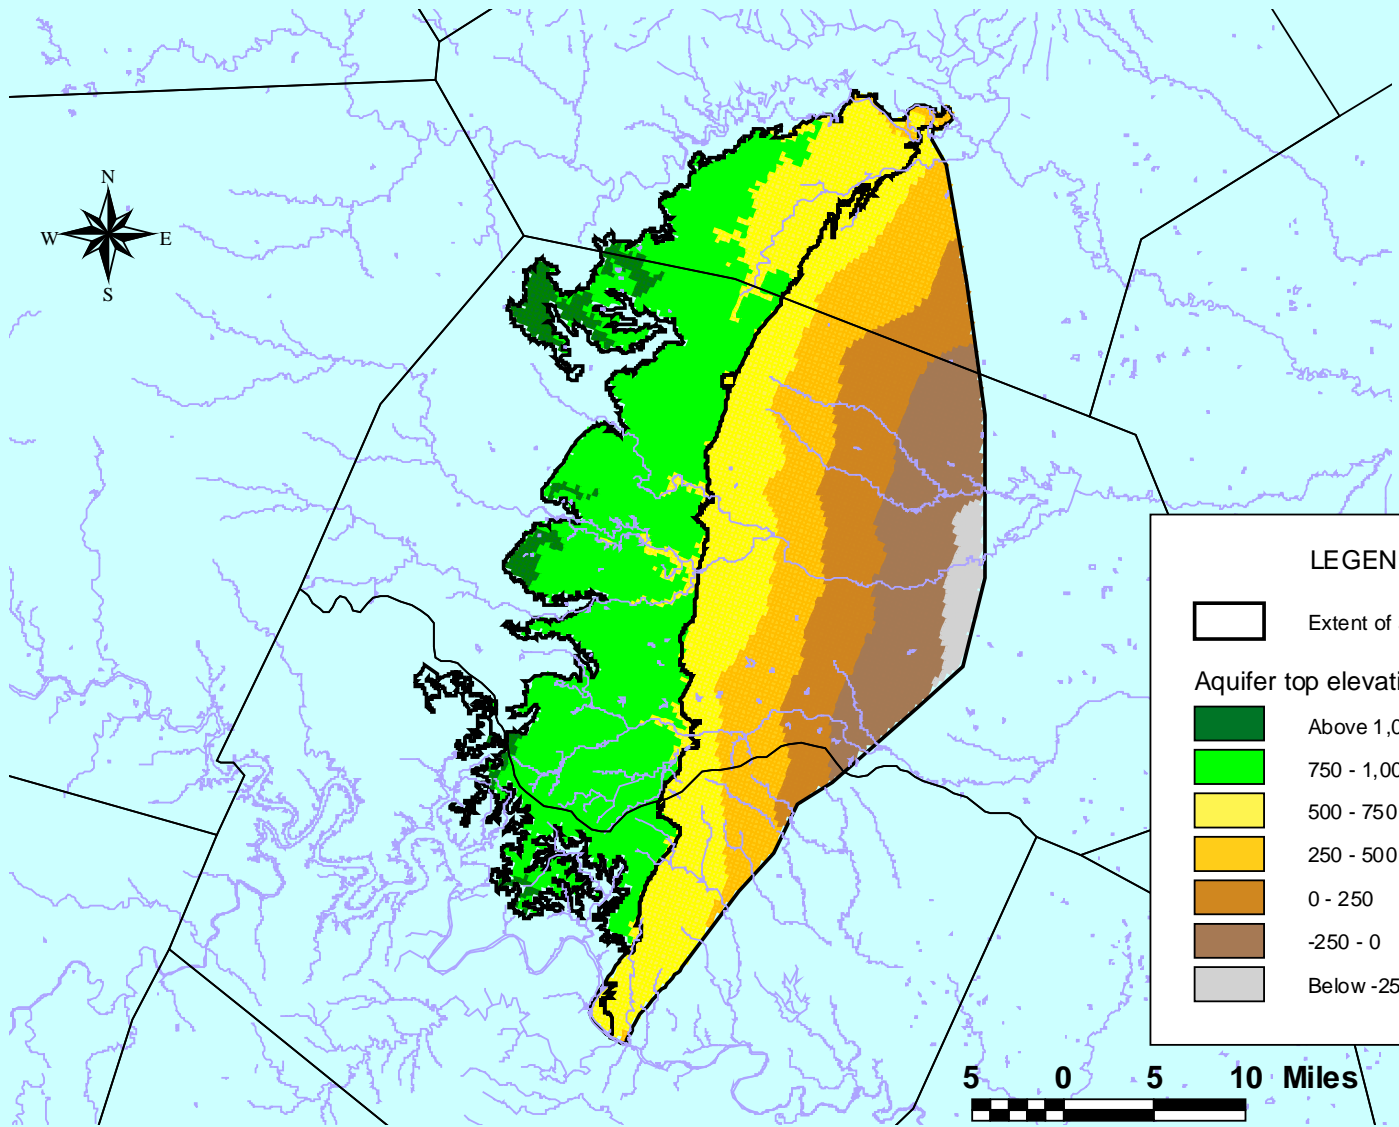 N
W E
S
LEGEN
Extent of
Aquifer top elevati
Above 1,0
750 - 1,00
500 - 750
250 - 500
0 - 250
-250 - 0
Below -25
5 0 5 10 Miles